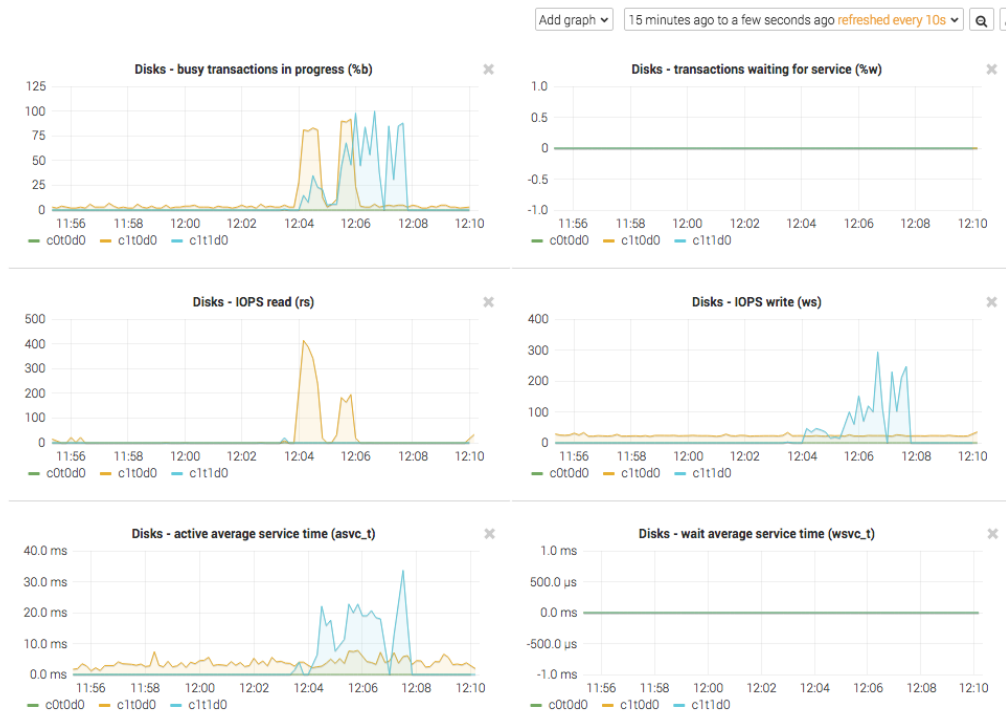 Add graph 15 minutes ago to a few seconds ago refreshed every 10s
Disks - busy transactions in progress (%b)
125
100
75
50
25
0
11:56 11:58 12:00 12:02 12:04 12:06 12:08 12:10
c0t0d0 c1t0d0 c1t1d0
Disks - transactions waiting for service (%w)
1.0
0.5
0
-0.5
-1.0
11:56 11:58 12:00 12:02 12:04 12:06 12:08 12:10
c0t0d0 c1t0d0 c1t1d0
Disks - IOPS read (rs)
500
400
300
200
100
0
11:56 11:58 12:00 12:02 12:04 12:06 12:08 12:10
c0t0d0 c1t0d0 c1t1d0
Disks - IOPS write (ws)
400
300
200
100
0
11:56 11:58 12:00 12:02 12:04 12:06 12:08 12:10
c0t0d0 c1t0d0 c1t1d0
Disks - active average service time (asvc_t)
40.0 ms
30.0 ms
20.0 ms
10.0 ms
0.0 ms
11:56 11:58 12:00 12:02 12:04 12:06 12:08 12:10
c0t0d0 c1t0d0 c1t1d0
Disks - wait average service time (wsvc_t)
1.0 ms
500.0 µs
0.0 ms
-500.0 µs
-1.0 ms
11:56 11:58 12:00 12:02 12:04 12:06 12:08 12:10
c0t0d0 c1t0d0 c1t1d0